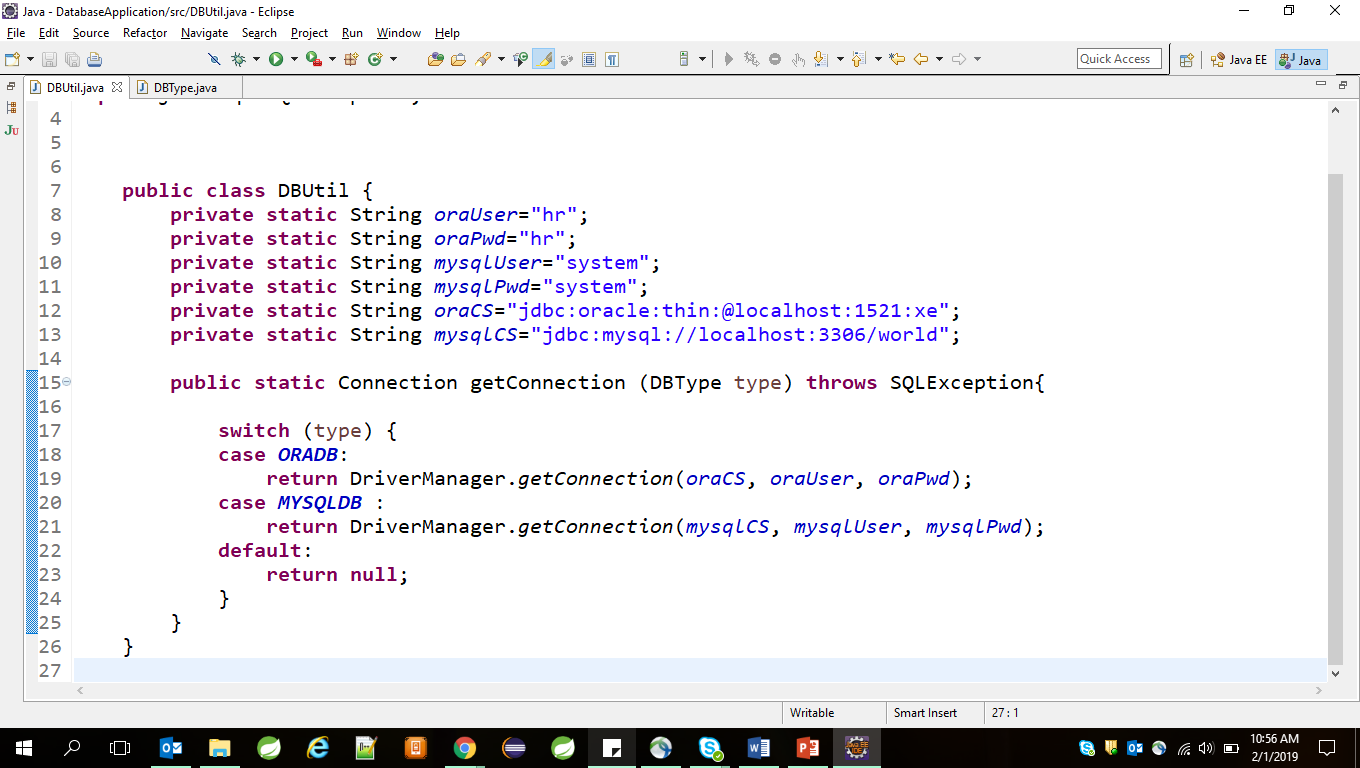 Java - DatabaseApplication/src/DBUtil.java - Eclipse
File Edit Source Refactor Navigate Search Project Run Window Help
Quick Access
Java EE
Java
DBUtil.java
DBType.java
4
5
6
7 public class DBUtil {
8 private static String oraUser="hr";
9 private static String oraPwd="hr";
10 private static String mysqlUser="system";
11 private static String mysqlPwd="system";
12 private static String oraCS="jdbc:oracle:thin:@localhost:1521:xe";
13 private static String mysqlCS="jdbc:mysql://localhost:3306/world";
14
15 public static Connection getConnection (DBType type) throws SQLException{
16
17 switch (type) {
18 case ORADB:
19 return DriverManager.getConnection(oraCS, oraUser, oraPwd);
20 case MYSQLDB :
21 return DriverManager.getConnection(mysqlCS, mysqlUser, mysqlPwd);
22 default:
23 return null;
24 }
25 }
26 }
27
Writable Smart Insert 27 : 1
10:56 AM
2/1/2019